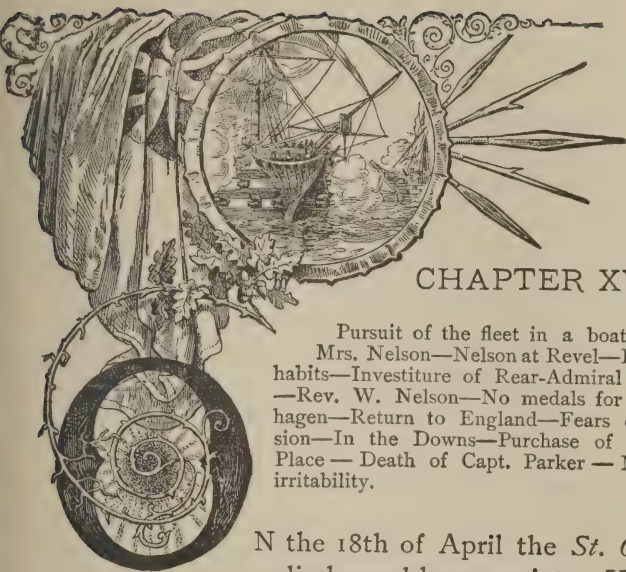 CHAPTER X
Pursuit of the fleet in a boat
Mrs. Nelson—Nelson at Revel—
habits—Investiture of Rear-Admiral
—Rev. W. Nelson—No medals for
hagen—Return to England—Fears
sion—In the Downs—Purchase of
Place — Death of Capt. Parker —
irritability.
ON the 18th of April the St.